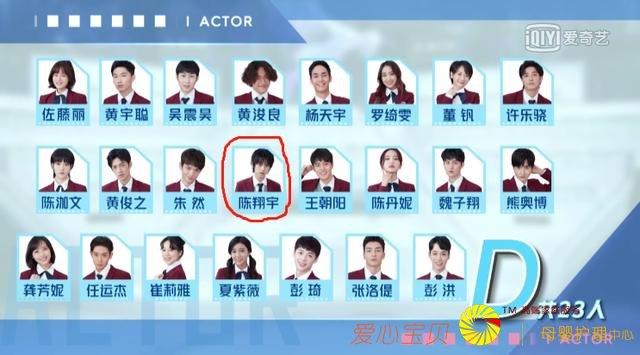 I ACTOR
iQIYI 爱奇艺
佐藤丽 黄宇聪 吴震昊 黄浚良 杨天宇 罗绮雯 董钒 许乐骁
陈泇文 黄俊之 朱然 陈翔宇 王朝阳 陈丹妮 魏子翔 熊奥博
龚芳妮 任运杰 崔莉雅 夏紫薇 彭琦 张洛偍 彭洪
D 共23人
TM
爱心宝贝 母婴护理中心
I ACTOR